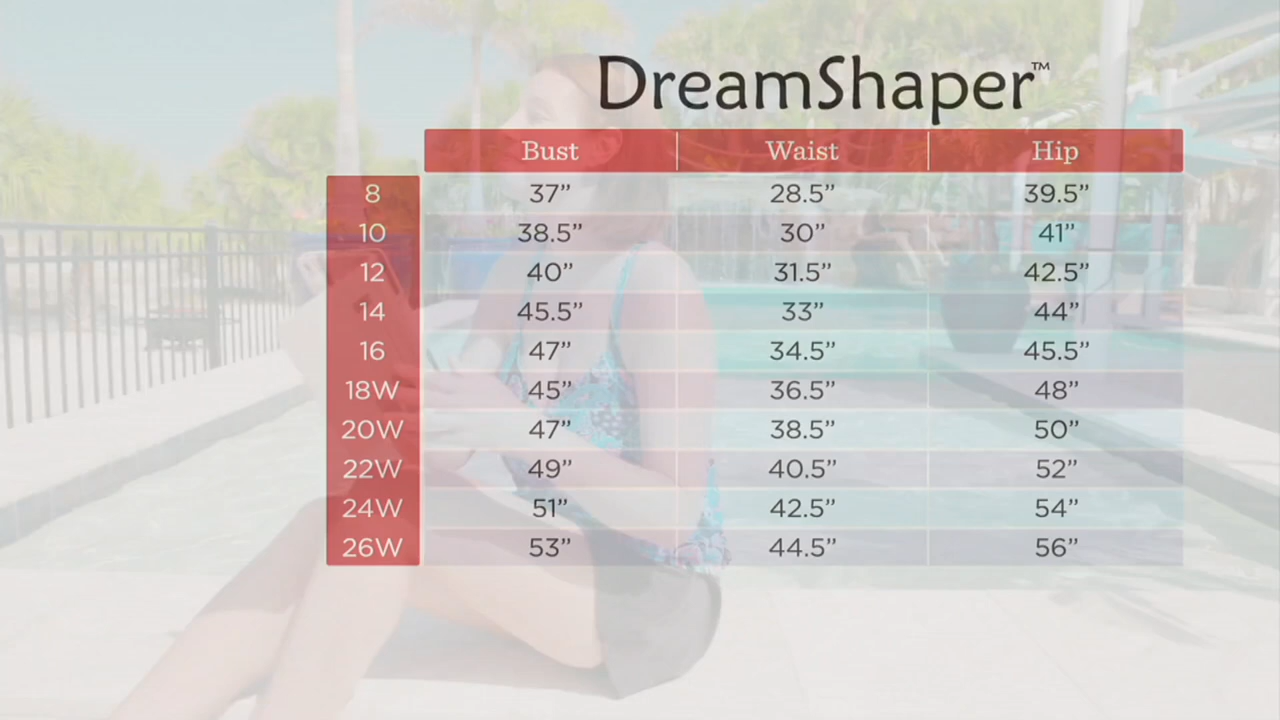 DreamShaper™
Bust Waist Hip
8 37” 28.5” 39.5”
10 38.5” 30” 41”
12 40” 31.5” 42.5”
14 45.5” 33” 44”
16 47” 34.5” 45.5”
18W 45” 36.5” 48”
20W 47” 38.5” 50”
22W 49” 40.5” 52”
24W 51” 42.5” 54”
26W 53” 44.5” 56”